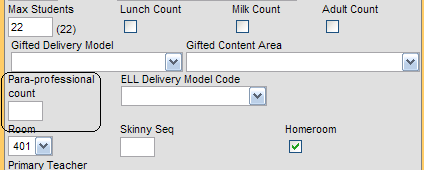 Max Students Lunch Count Milk Count Adult Count
22 (22)
Gifted Delivery Model Gifted Content Area
Para-professional ELL Delivery Model Code
count
Room Skinny Seq Homeroom
401
Primary Teacher